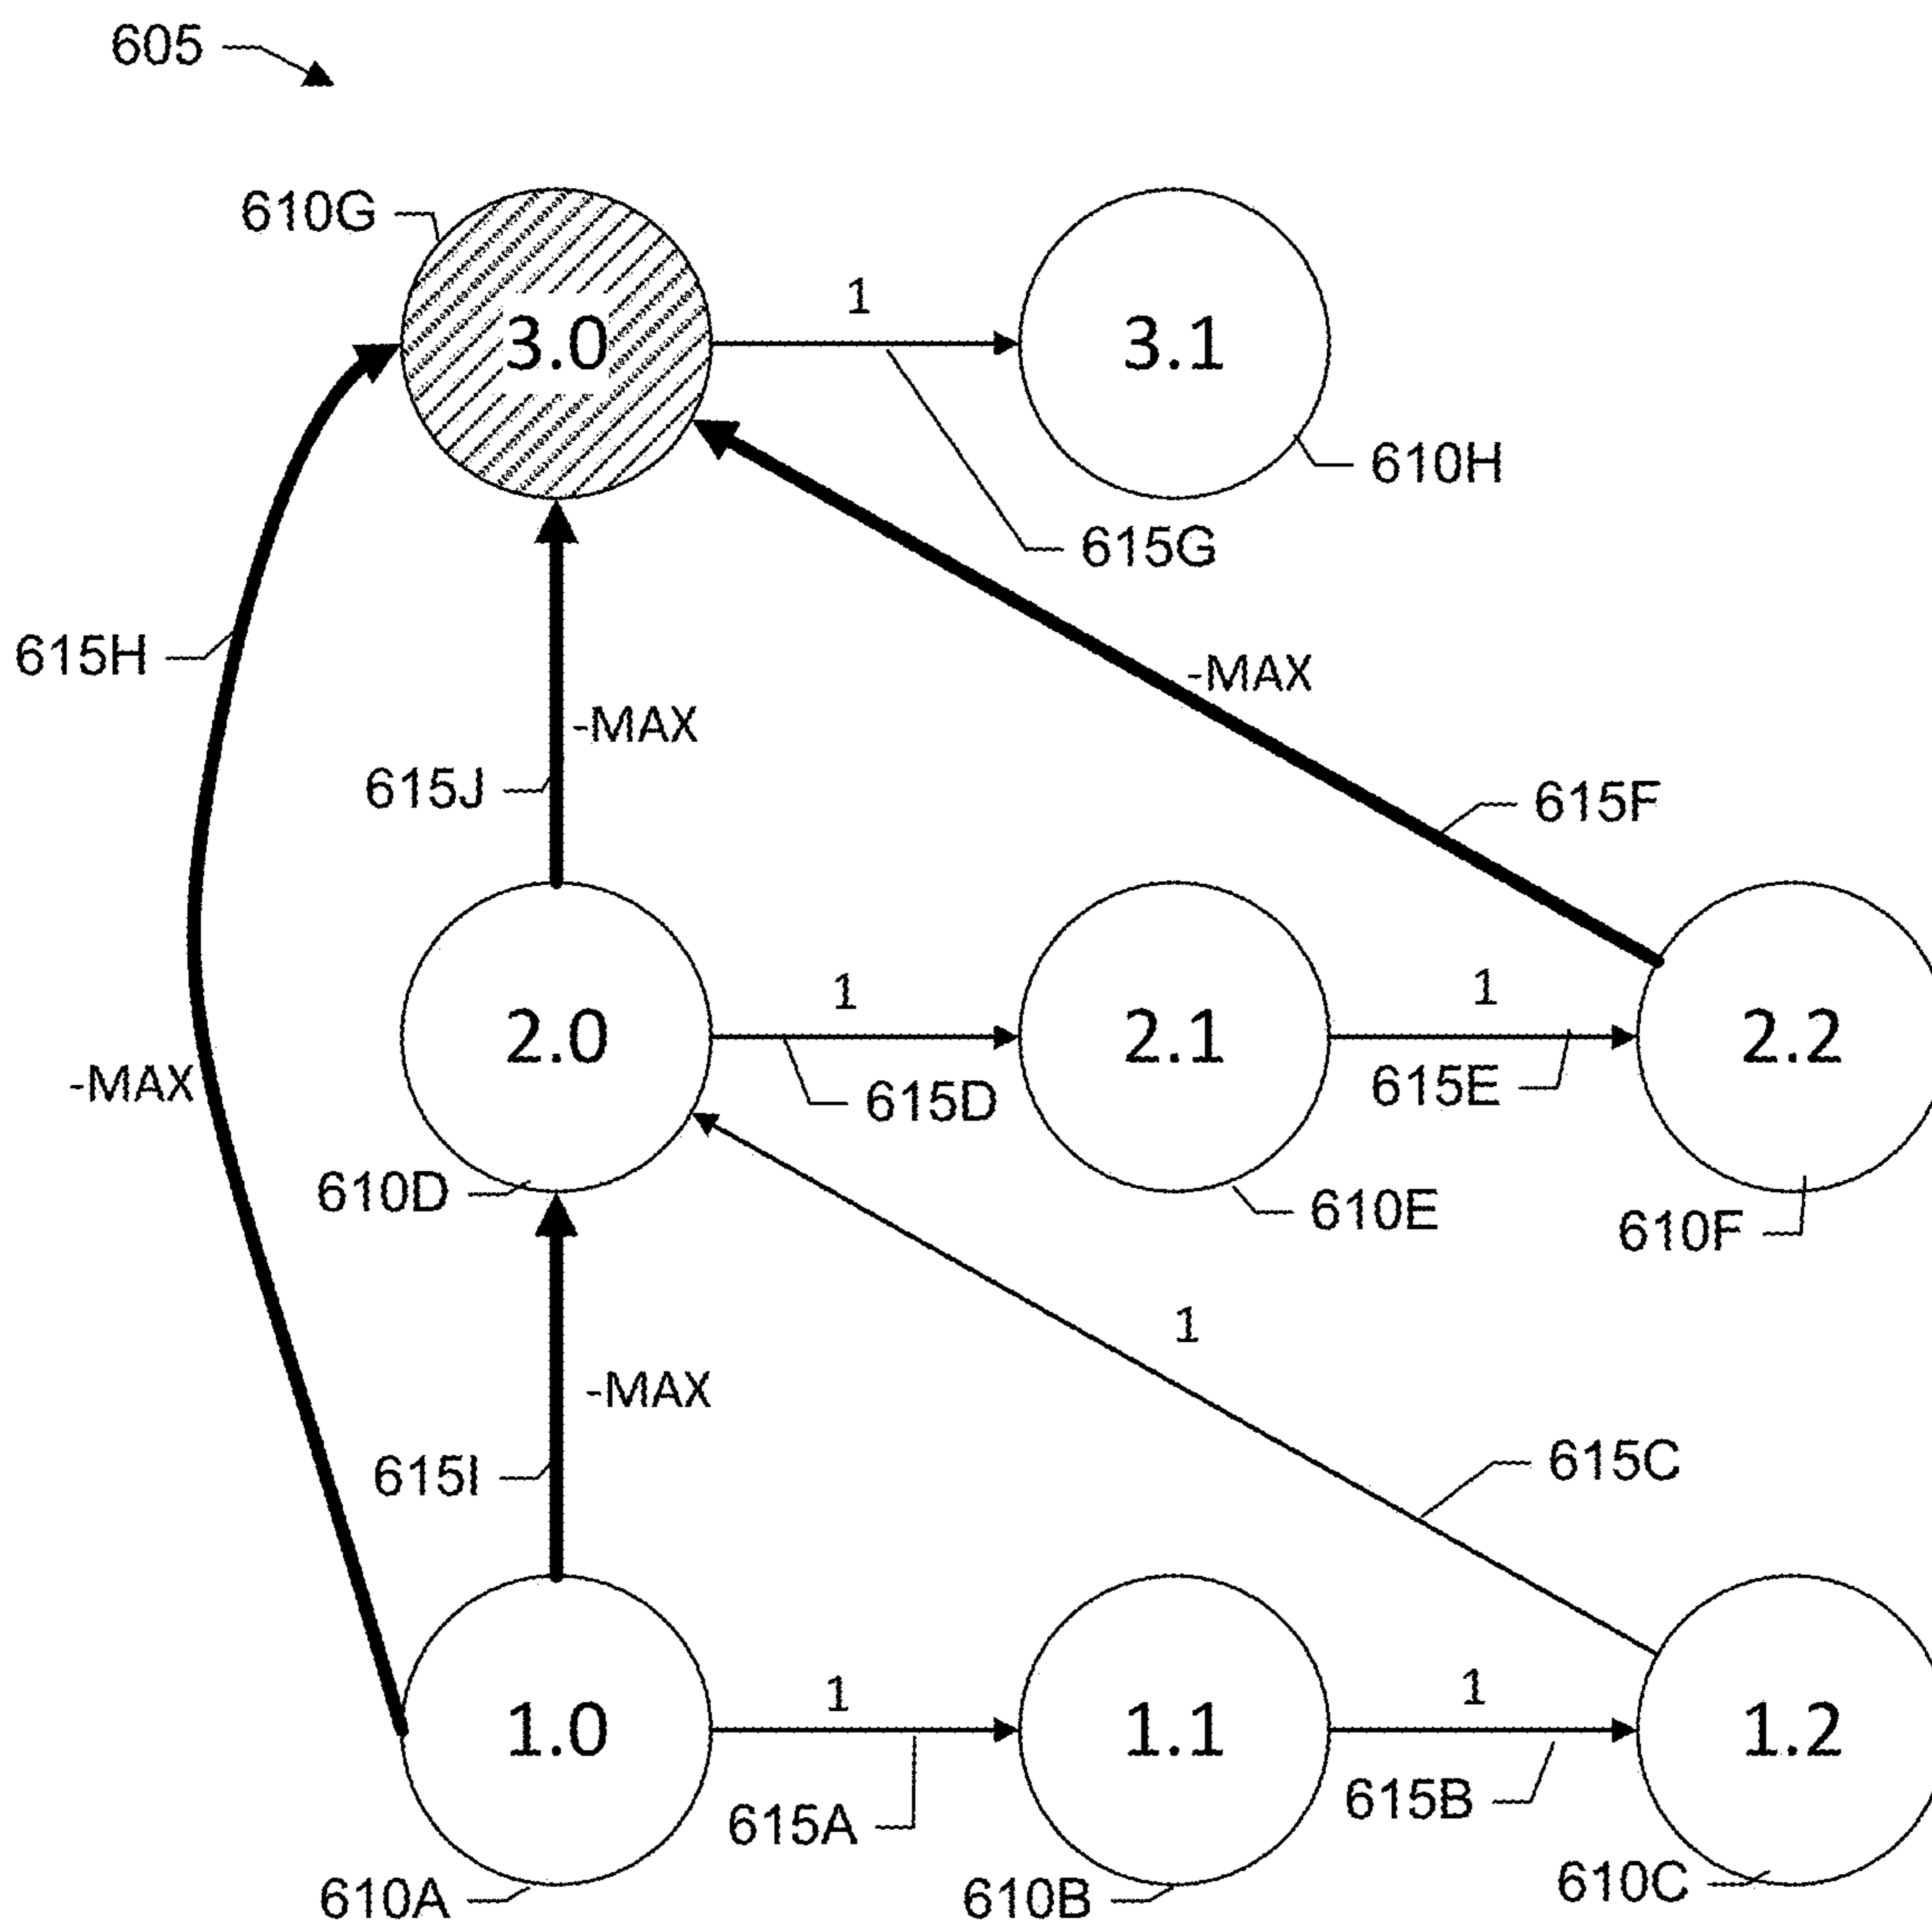 605
610G
1
3.0
3.1
610H
615G
615H
-MAX
-MAX
615J
615F
1
1
2.0
2.1
2.2
-MAX
615D
615E
610D
610E
610F
1
-MAX
615I
615C
1
1
1.0
1.1
1.2
615A
615B
610A
610B
610C